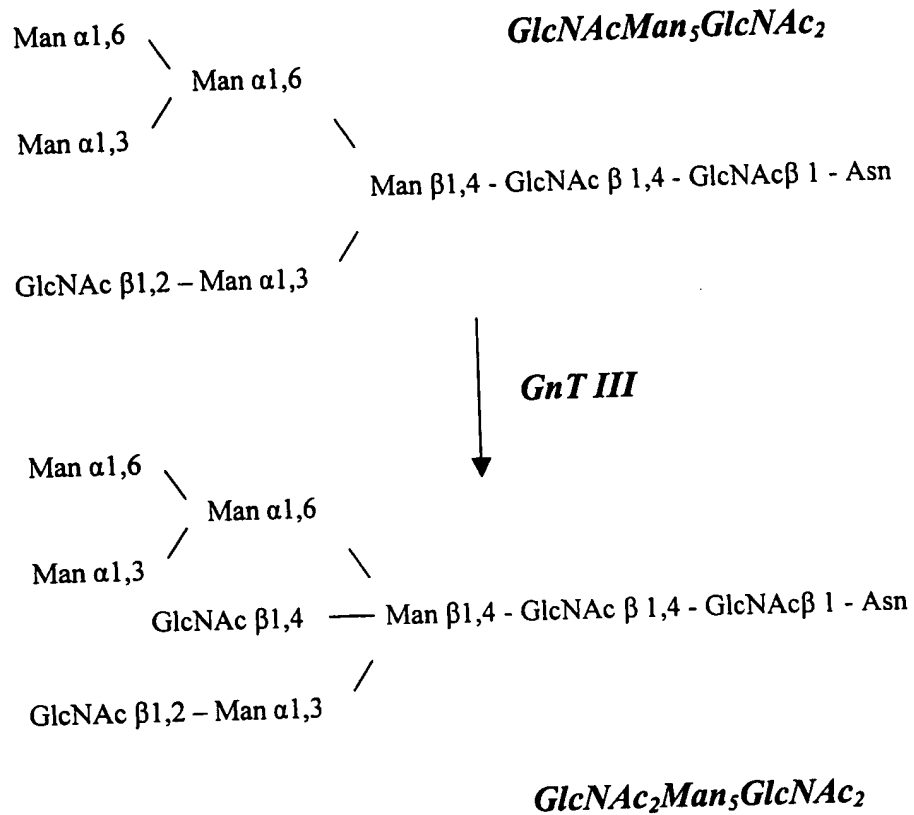 GlcNAcMan₅GlcNAc₂
Man α1,6
Man α1,6
Man α1,3
Man β1,4 - GlcNAc β 1,4 - GlcNAcβ 1 - Asn
GlcNAc β1,2 – Man α1,3
GnT III
Man α1,6
Man α1,6
Man α1,3
GlcNAc β1,4 — Man β1,4 - GlcNAc β 1,4 - GlcNAcβ 1 - Asn
GlcNAc β1,2 – Man α1,3
GlcNAc₂Man₅GlcNAc₂